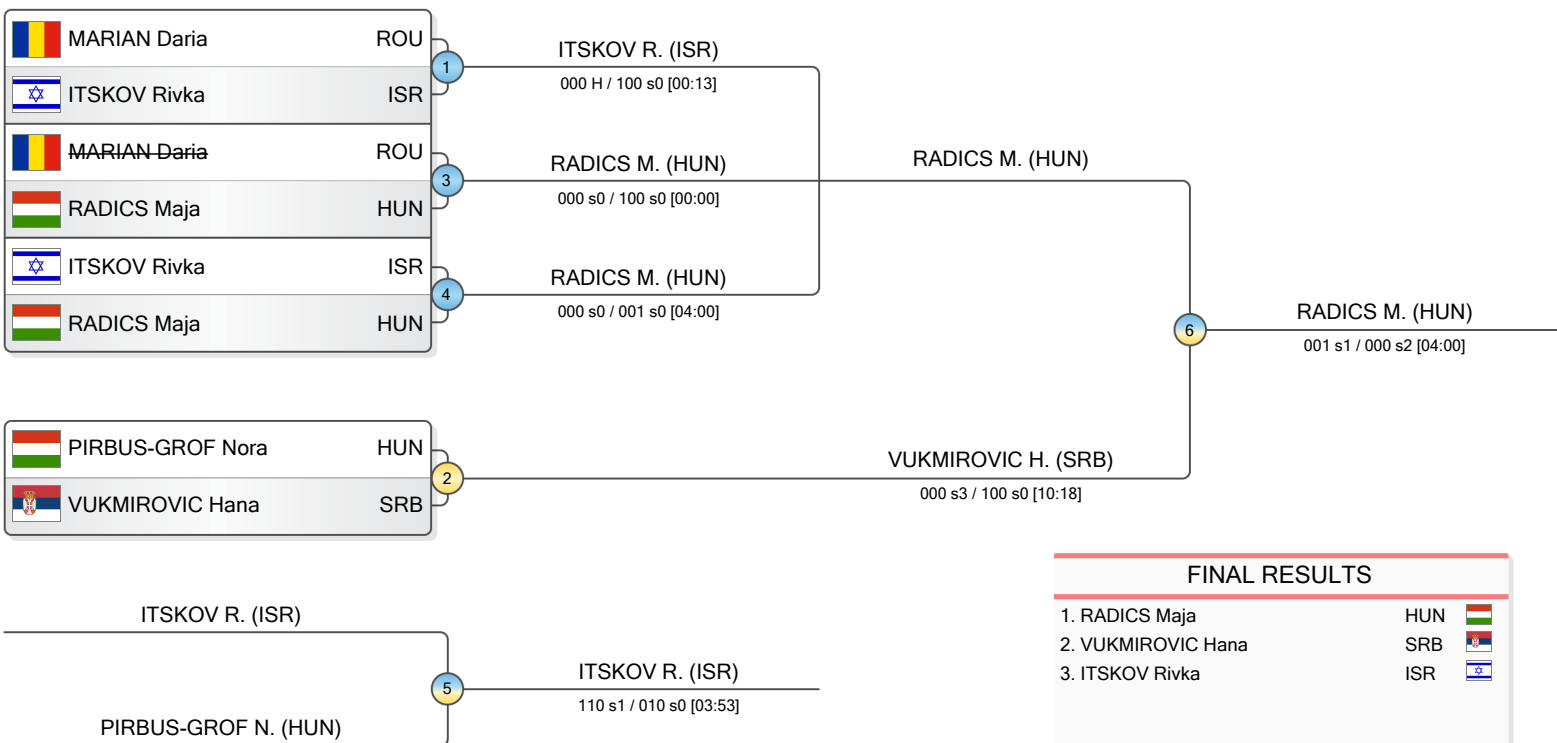 MARIAN Daria ROU
ITSKOV Rivka ISR
1
ITSKOV R. (ISR)
000 H / 100 s0 [00:13]
MARIAN Daria ROU
RADICS Maja HUN
3
RADICS M. (HUN)
000 s0 / 100 s0 [00:00]
RADICS M. (HUN)
ITSKOV Rivka ISR
RADICS Maja HUN
4
RADICS M. (HUN)
000 s0 / 001 s0 [04:00]
6
RADICS M. (HUN)
001 s1 / 000 s2 [04:00]
PIRBUS-GROF Nora HUN
VUKMIROVIC Hana SRB
2
VUKMIROVIC H. (SRB)
000 s3 / 100 s0 [10:18]
ITSKOV R. (ISR)
5
PIRBUS-GROF N. (HUN)
ITSKOV R. (ISR)
110 s1 / 010 s0 [03:53]
FINAL RESULTS
1. RADICS Maja HUN
2. VUKMIROVIC Hana SRB
3. ITSKOV Rivka ISR